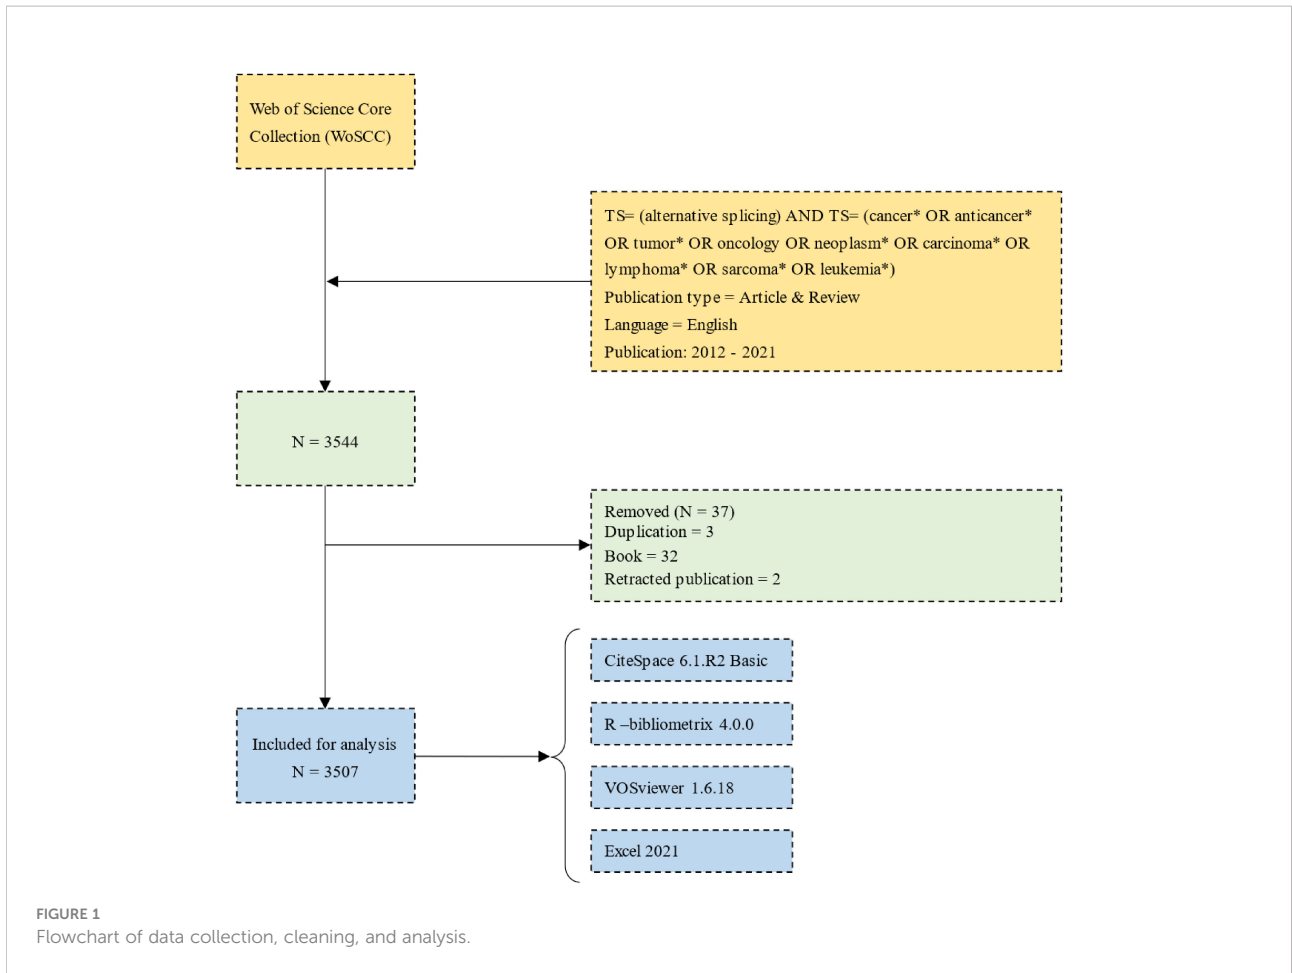 Web of Science Core
Collection (WoSCC)
TS= (alternative splicing) AND TS= (cancer* OR anticancer*
OR tumor* OR oncology OR neoplasm* OR carcinoma* OR
lymphoma* OR sarcoma* OR leukemia*)
Publication type = Article & Review
Language = English
Publication: 2012 - 2021
N = 3544
Removed (N = 37)
Duplication = 3
Book = 32
Retracted publication = 2
Included for analysis
N = 3507
CiteSpace 6.1.R2 Basic
R –bibliometrix 4.0.0
VOSviewer 1.6.18
Excel 2021
FIGURE 1
Flowchart of data collection, cleaning, and analysis.